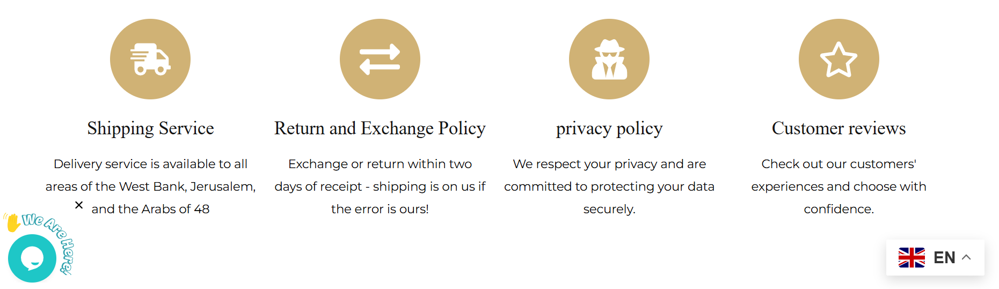 Shipping Service
Delivery service is available to all
areas of the West Bank, Jerusalem,
and the Arabs of 48
Return and Exchange Policy
Exchange or return within two
days of receipt - shipping is on us if
the error is ours!
privacy policy
We respect your privacy and are
committed to protecting your data
securely.
Customer reviews
Check out our customers'
experiences and choose with
confidence.
We Are Here!
EN